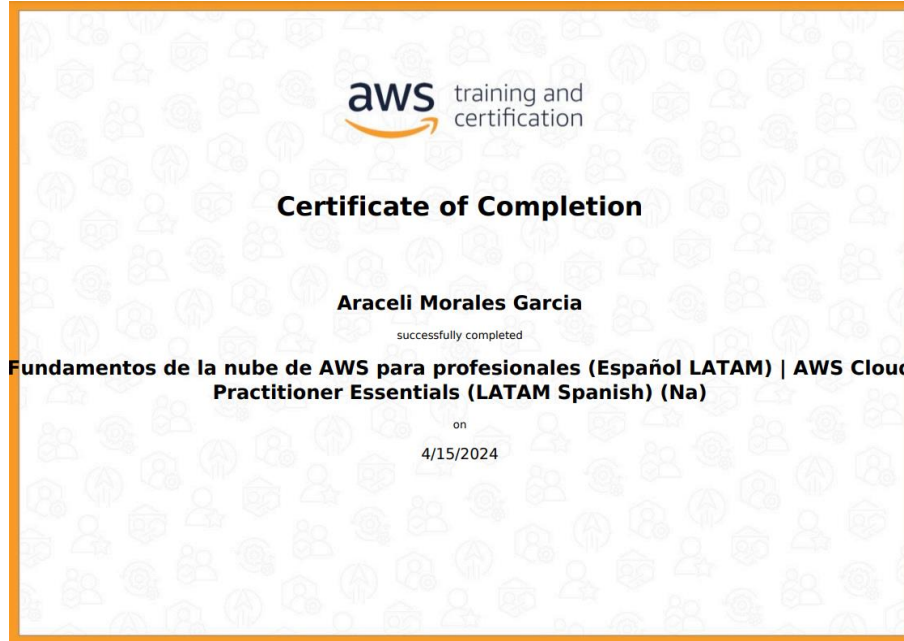 aws training and
certification
Certificate of Completion
Araceli Morales Garcia
successfully completed
Fundamentos de la nube de AWS para profesionales (Español LATAM) | AWS Cloud
Practitioner Essentials (LATAM Spanish) (Na)
on
4/15/2024